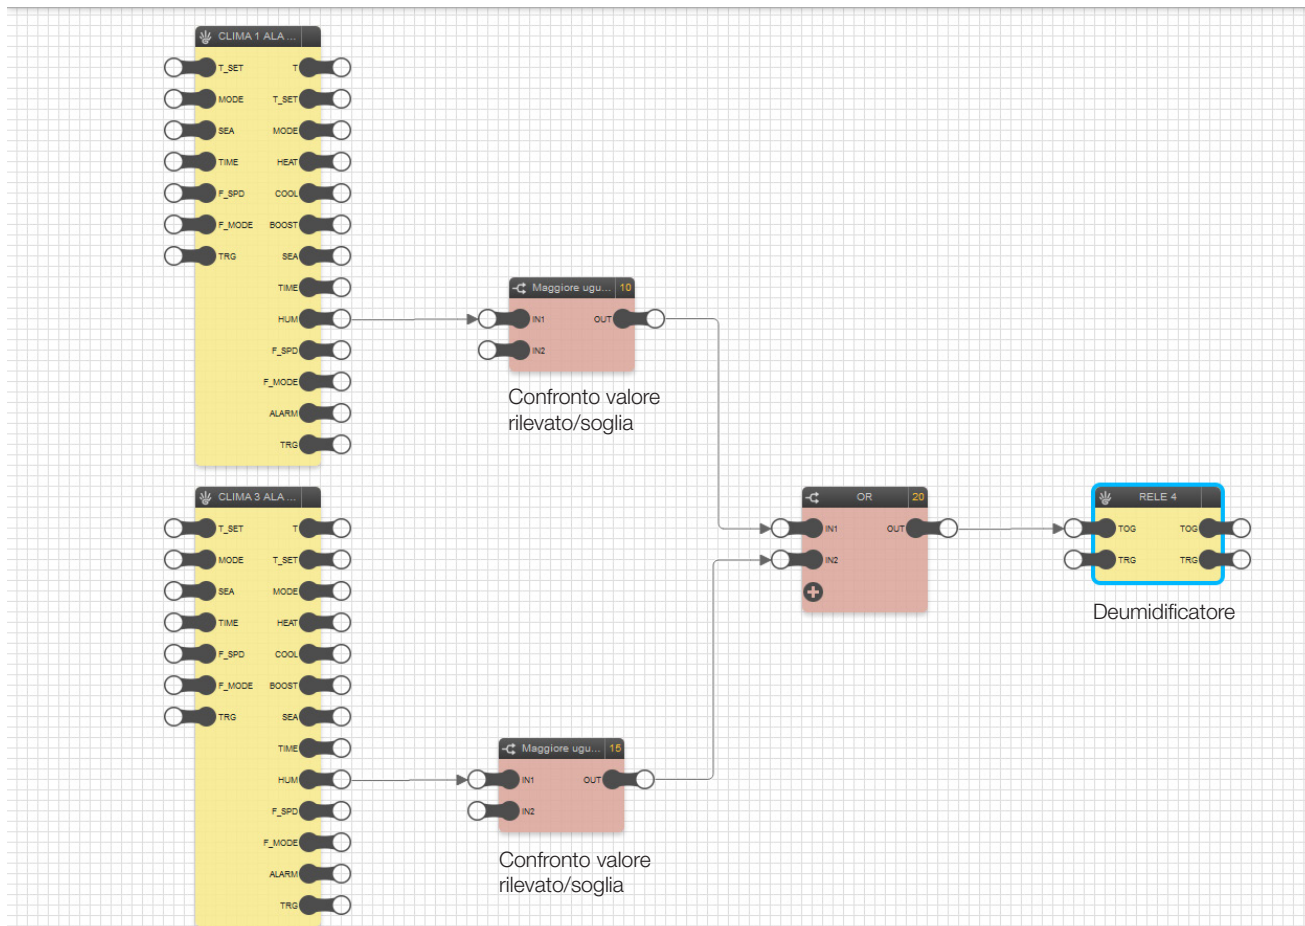 CLIMA 1 ALA ...
T_SET T
MODE T_SET
SEA MODE
TIME HEAT
F_SPD COOL
F_MODE BOOST
TRG SEA
TIME
HUM
F_SPD
F_MODE
ALARM
TRG
Maggiore ugu... 10
IN1 OUT
IN2
Confronto valore
rilevato/soglia
CLIMA 3 ALA ...
T_SET T
MODE T_SET
SEA MODE
TIME HEAT
F_SPD COOL
F_MODE BOOST
TRG SEA
TIME
HUM
F_SPD
F_MODE
ALARM
TRG
Maggiore ugu... 15
IN1 OUT
IN2
Confronto valore
rilevato/soglia
OR 20
IN1 OUT
IN2
RELE 4
TOG TOG
TRG TRG
Deumidificatore